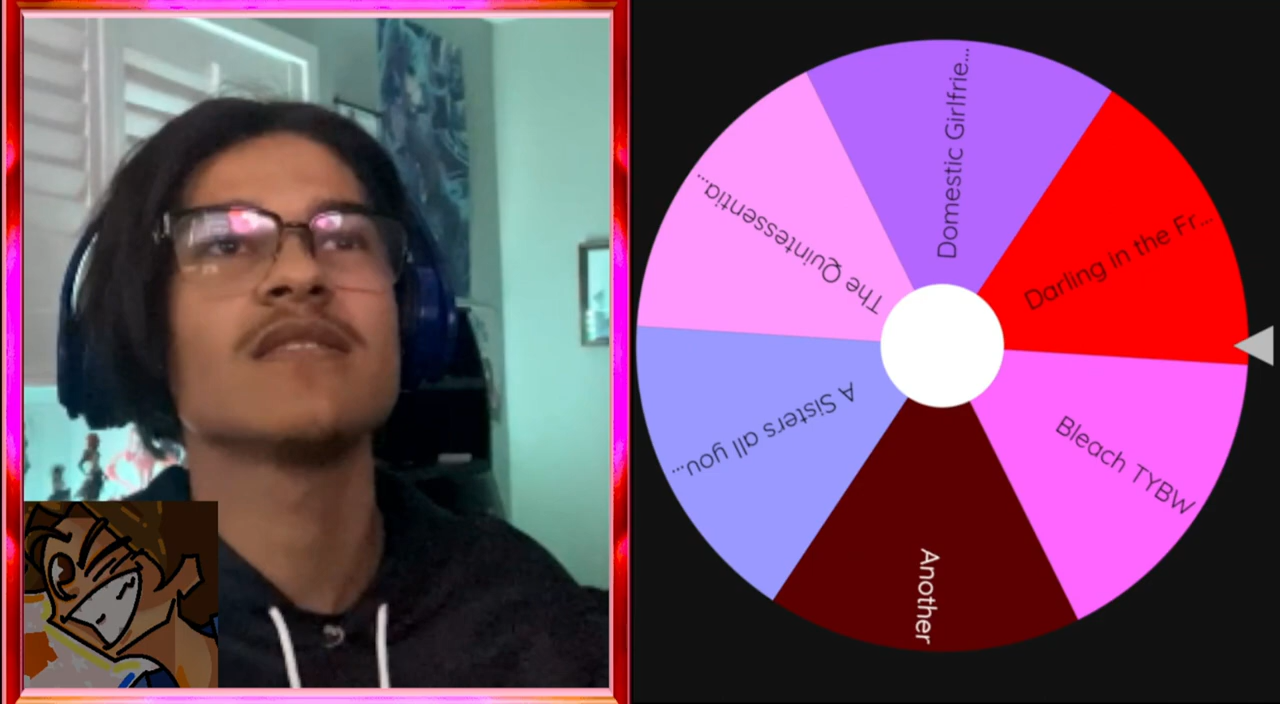 Domestic Girlfrie...
Darling in the Fr...
Bleach TYBW
Another
A Sisters all you...
The Quintessentia...